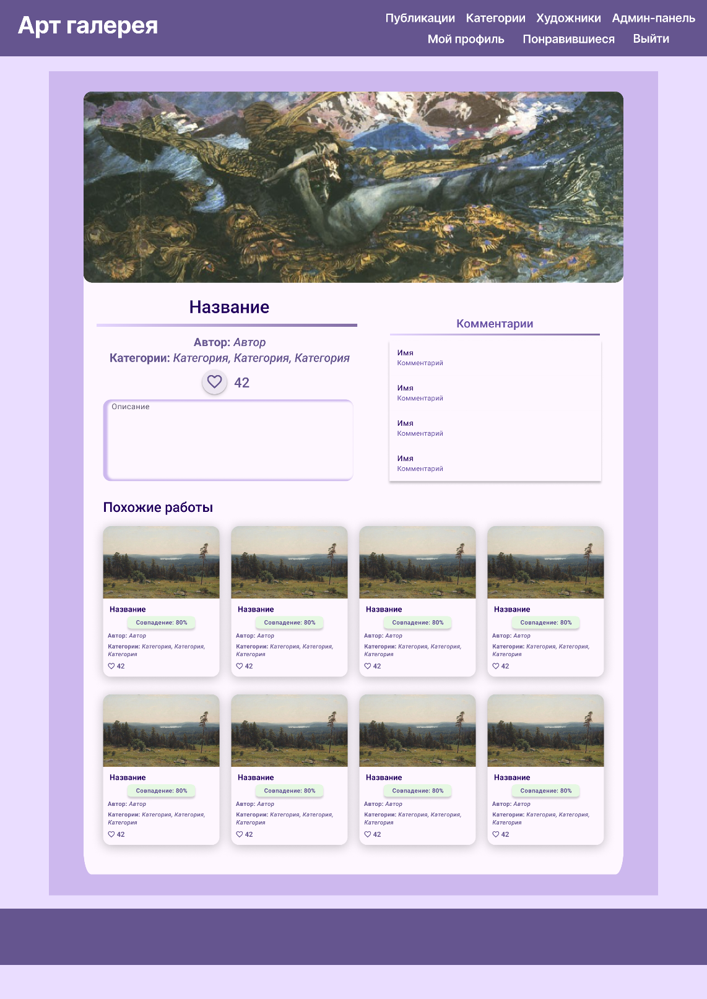 Арт галерея
Публикации Категории Художники Админ-панель
Мой профиль Понравившиеся Выйти
Название
Автор: Автор
Категории: Категория, Категория, Категория
42
Описание
Комментарии
Имя
Комментарий
Имя
Комментарий
Имя
Комментарий
Имя
Комментарий
Похожие работы
Название
Совпадение: 80%
Автор: Автор
Категории: Категория, Категория,
Категория
42
Название
Совпадение: 80%
Автор: Автор
Категории: Категория, Категория,
Категория
42
Название
Совпадение: 80%
Автор: Автор
Категории: Категория, Категория,
Категория
42
Название
Совпадение: 80%
Автор: Автор
Категории: Категория, Категория,
Категория
42
Название
Совпадение: 80%
Автор: Автор
Категории: Категория, Категория,
Категория
42
Название
Совпадение: 80%
Автор: Автор
Категории: Категория, Категория,
Категория
42
Название
Совпадение: 80%
Автор: Автор
Категории: Категория, Категория,
Категория
42
Название
Совпадение: 80%
Автор: Автор
Категории: Категория, Категория,
Категория
42